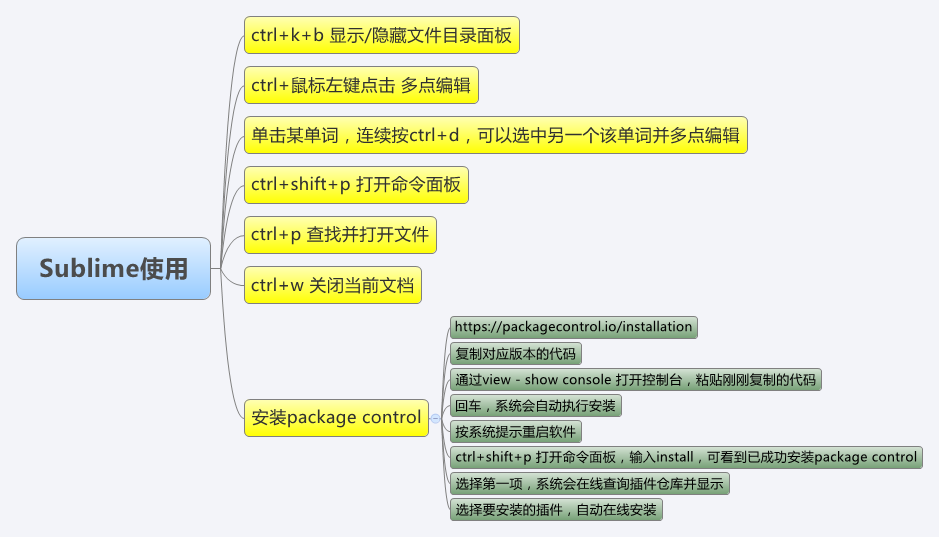 Sublime使用
ctrl+k+b 显示/隐藏文件目录面板
ctrl+鼠标左键点击 多点编辑
单击某单词，连续按ctrl+d，可以选中另一个该单词并多点编辑
ctrl+shift+p 打开命令面板
ctrl+p 查找并打开文件
ctrl+w 关闭当前文档
安装package control
https://packagecontrol.io/installation
复制对应版本的代码
通过view - show console 打开控制台，粘贴刚刚复制的代码
回车，系统会自动执行安装
按系统提示重启软件
ctrl+shift+p 打开命令面板，输入install，可看到已成功安装package control
选择第一项，系统会在线查询插件仓库并显示
选择要安装的插件，自动在线安装